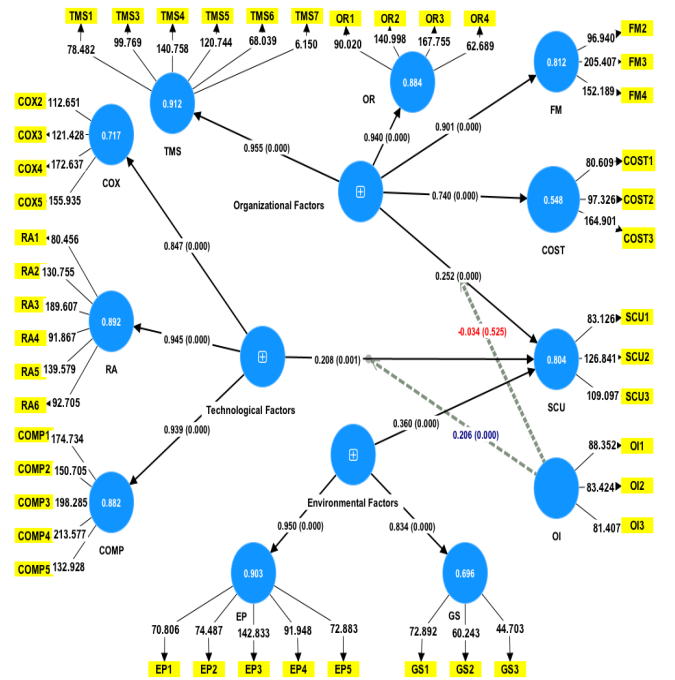 TMS1 TMS3 TMS4 TMS5 TMS6 TMS7
78.482 99.769 140.758 120.744 68.039 6.150
0.912
TMS
OR1 OR2 OR3 OR4
90.020 140.998 167.755 62.689
0.884
OR
FM2
96.940
FM3
205.407
FM4
152.189
0.812
FM
COX2 112.651
COX3 121.428
COX4 172.637
COX5 155.935
0.717
COX
0.955 (0.000)
0.940 (0.000)
0.901 (0.000)
0.740 (0.000)
Organizational Factors
COST1
80.609
COST2
97.326
COST3
164.901
0.548
COST
RA1 80.456
RA2 130.755
RA3 189.607
RA4 91.867
RA5 139.579
RA6 92.705
0.892
RA
0.847 (0.000)
0.945 (0.000)
0.939 (0.000)
Technological Factors
0.252 (0.000)
-0.034 (0.525)
0.208 (0.001)
0.360 (0.000)
0.206 (0.000)
SCU1
83.126
SCU2
126.841
SCU3
109.097
0.804
SCU
COMP1 174.734
COMP2 150.705
COMP3 198.285
COMP4 213.577
COMP5 132.928
0.882
COMP
Environmental Factors
0.950 (0.000)
0.834 (0.000)
OI1
88.352
OI2
83.424
OI3
81.407
OI
0.903
EP
70.806 74.487 142.833 91.948 72.883
EP1 EP2 EP3 EP4 EP5
0.696
GS
72.892 60.243 44.703
GS1 GS2 GS3